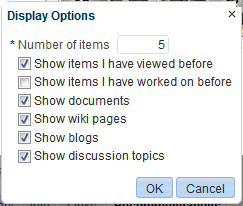 Display Options
* Number of items 5
Show items I have viewed before
Show items I have worked on before
Show documents
Show wiki pages
Show blogs
Show discussion topics
OK Cancel